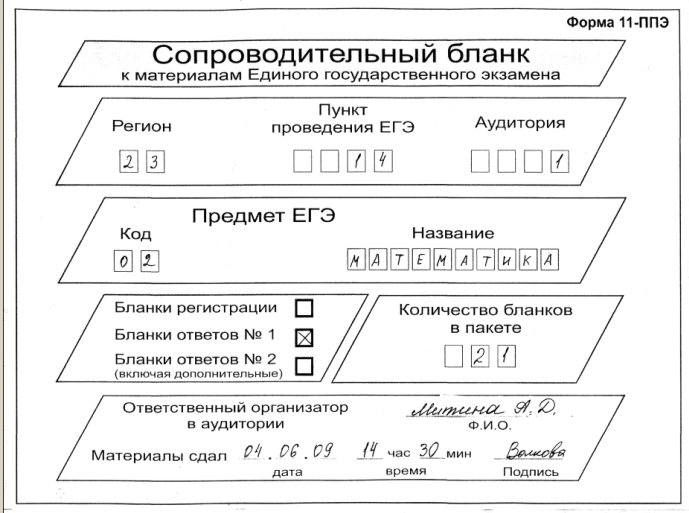 Форма 11-ППЭ
Сопроводительный бланк
к материалам Единого государственного экзамена
Регион
Пункт проведения ЕГЭ
Аудитория
2 3
1 4
1
Предмет ЕГЭ
Код
Название
0 2
МАТЕМАТИКА
Бланки регистрации
Бланки ответов № 1
Бланки ответов № 2
(включая дополнительные)
Количество бланков
в пакете
2 1
Ответственный организатор
в аудитории
Митина А. Д.
Ф.И.О.
Материалы сдал 04.06.09 14 час 30 мин Волкова
дата время Подпись